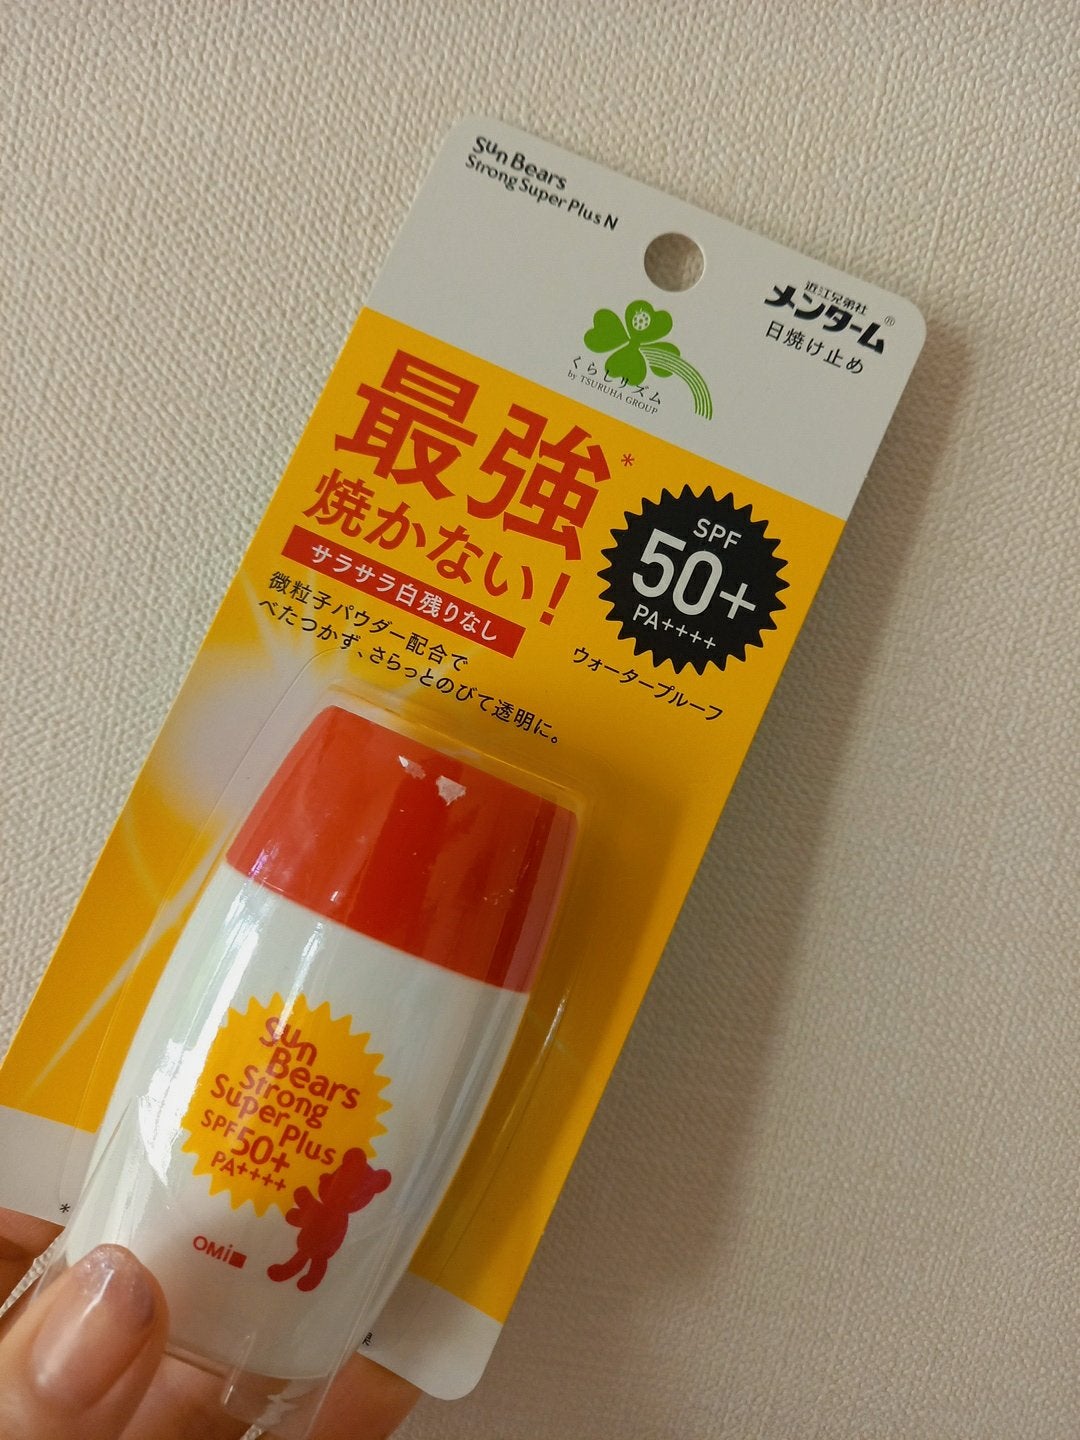 Sun Bears
Strong Super Plus N
近江兄弟社
メンターム®
日焼け止め
くらしリズム
by TSURUHA GROUP
最強*
焼かない!
サラサラ白残りなし
微粒子パウダー配合で
べたつかず、さらっとのびて透明に。
SPF
50+
PA++++
ウォータープルーフ
Sun
Bears
Strong
Super Plus
SPF50+
PA++++
OMi
*